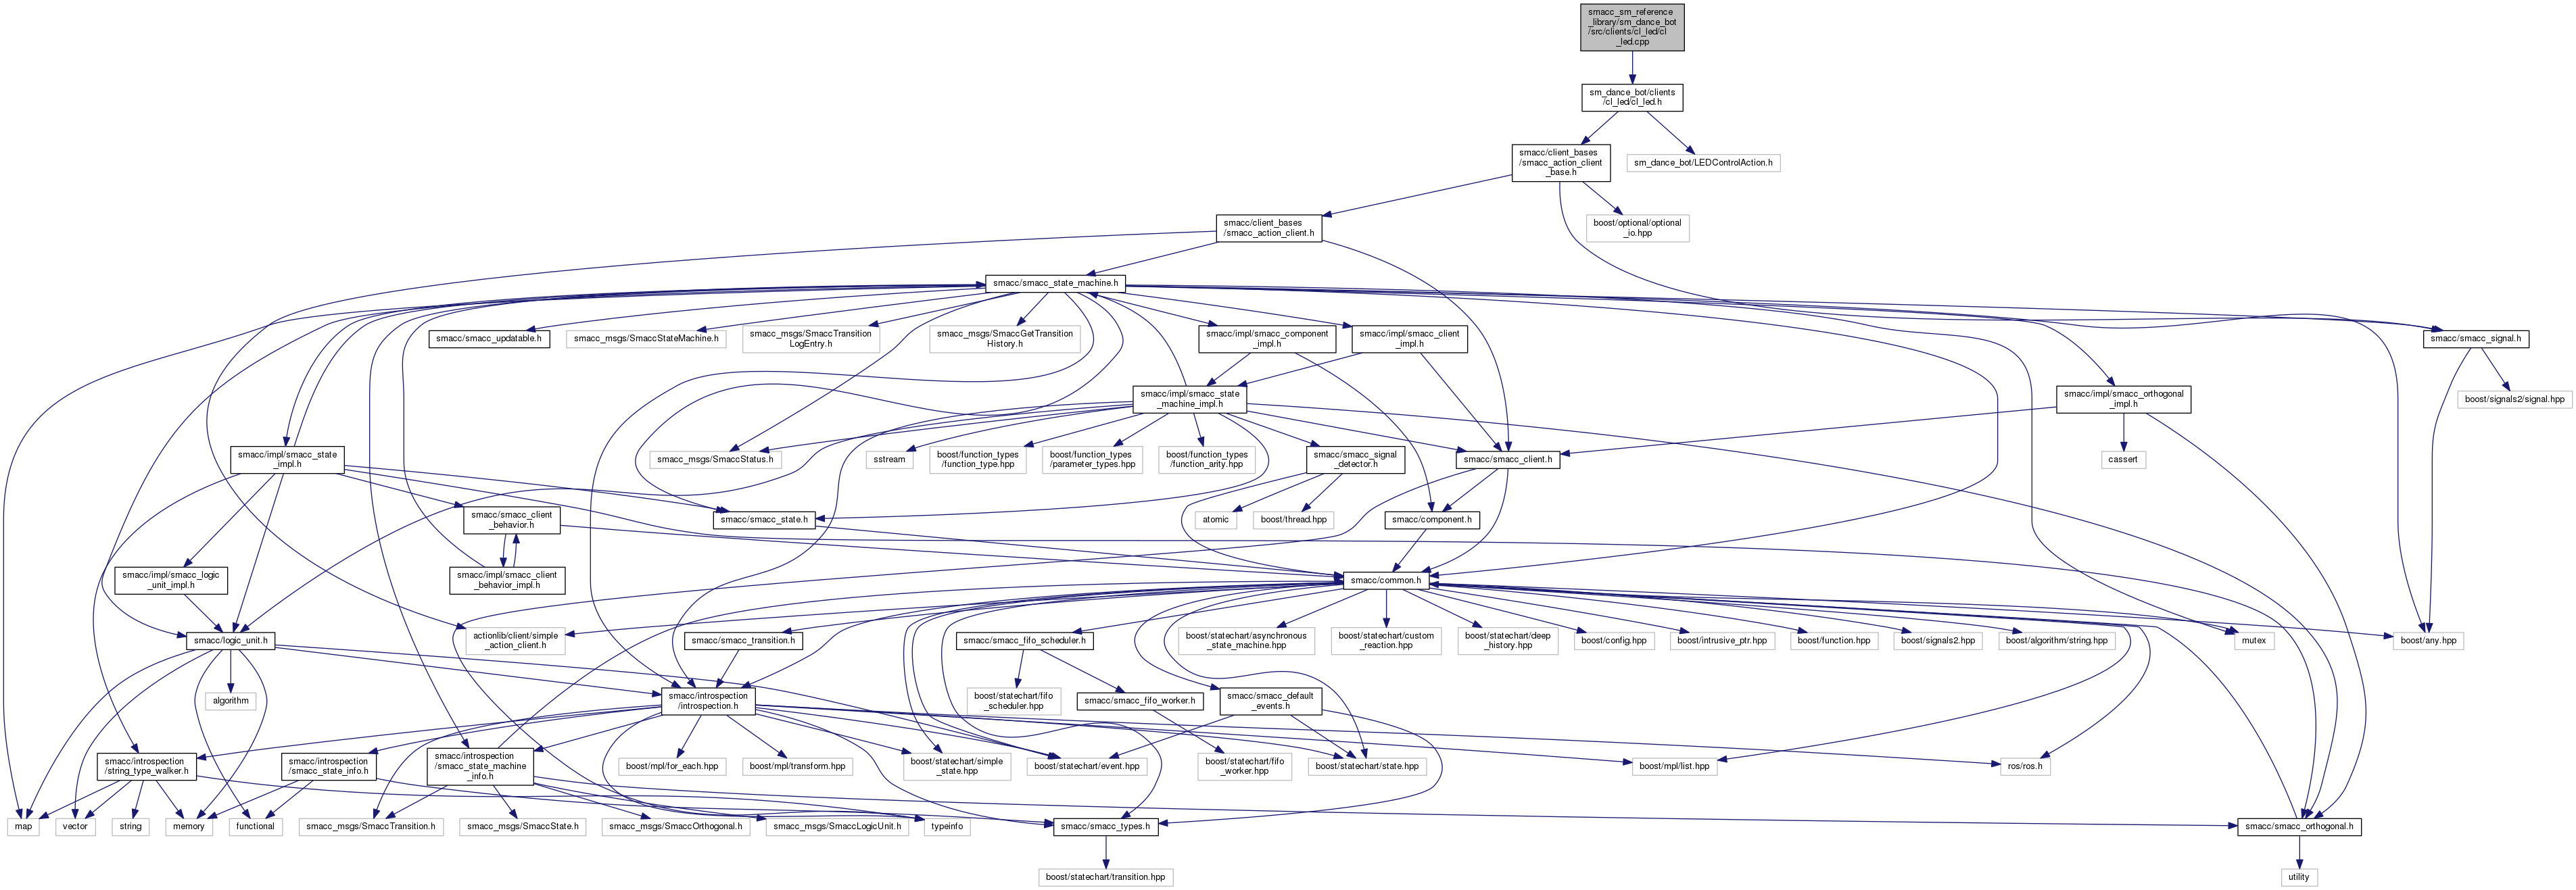 smacc_sm_reference
_library/sm_dance_bot
/src/clients/cl_led/cl
_led.cpp
sm_dance_bot/clients
/cl_led/cl_led.h
smacc/client_bases
/smacc_action_client
_base.h
sm_dance_bot/LEDControlAction.h
smacc/client_bases
/smacc_action_client.h
boost/optional/optional
_io.hpp
smacc/smacc_state_machine.h
smacc/smacc_updatable.h
smacc_msgs/SmaccStateMachine.h
smacc_msgs/SmaccTransition
LogEntry.h
smacc_msgs/SmaccGetTransition
History.h
smacc/impl/smacc_component
_impl.h
smacc/impl/smacc_client
_impl.h
smacc/smacc_signal.h
smacc/impl/smacc_state
_machine_impl.h
smacc/impl/smacc_orthogonal
_impl.h
boost/signals2/signal.hpp
smacc/impl/smacc_state
_impl.h
smacc_msgs/SmaccStatus.h
sstream
boost/function_types
/function_type.hpp
boost/function_types
/parameter_types.hpp
boost/function_types
/function_arity.hpp
smacc/smacc_signal
_detector.h
smacc/smacc_client.h
cassert
smacc/smacc_client
_behavior.h
smacc/smacc_state.h
atomic
boost/thread.hpp
smacc/component.h
smacc/impl/smacc_logic
_unit_impl.h
smacc/impl/smacc_client
_behavior_impl.h
smacc/common.h
smacc/logic_unit.h
actionlib/client/simple
_action_client.h
smacc/smacc_transition.h
smacc/smacc_fifo_scheduler.h
boost/statechart/asynchronous
_state_machine.hpp
boost/statechart/custom
_reaction.hpp
boost/statechart/deep
_history.hpp
boost/config.hpp
boost/intrusive_ptr.hpp
boost/function.hpp
boost/signals2.hpp
boost/algorithm/string.hpp
mutex
boost/any.hpp
algorithm
smacc/introspection
/introspection.h
boost/statechart/fifo
_scheduler.hpp
smacc/smacc_fifo_worker.h
smacc/smacc_default
_events.h
smacc/introspection
/string_type_walker.h
smacc/introspection
/smacc_state_info.h
smacc/introspection
/smacc_state_machine
_info.h
boost/mpl/for_each.hpp
boost/mpl/transform.hpp
boost/statechart/simple
_state.hpp
boost/statechart/event.hpp
boost/statechart/fifo
_worker.hpp
boost/statechart/state.hpp
boost/mpl/list.hpp
ros/ros.h
map
vector
string
memory
functional
smacc_msgs/SmaccTransition.h
smacc_msgs/SmaccState.h
smacc_msgs/SmaccOrthogonal.h
smacc_msgs/SmaccLogicUnit.h
typeinfo
smacc/smacc_types.h
smacc/smacc_orthogonal.h
boost/statechart/transition.hpp
utility